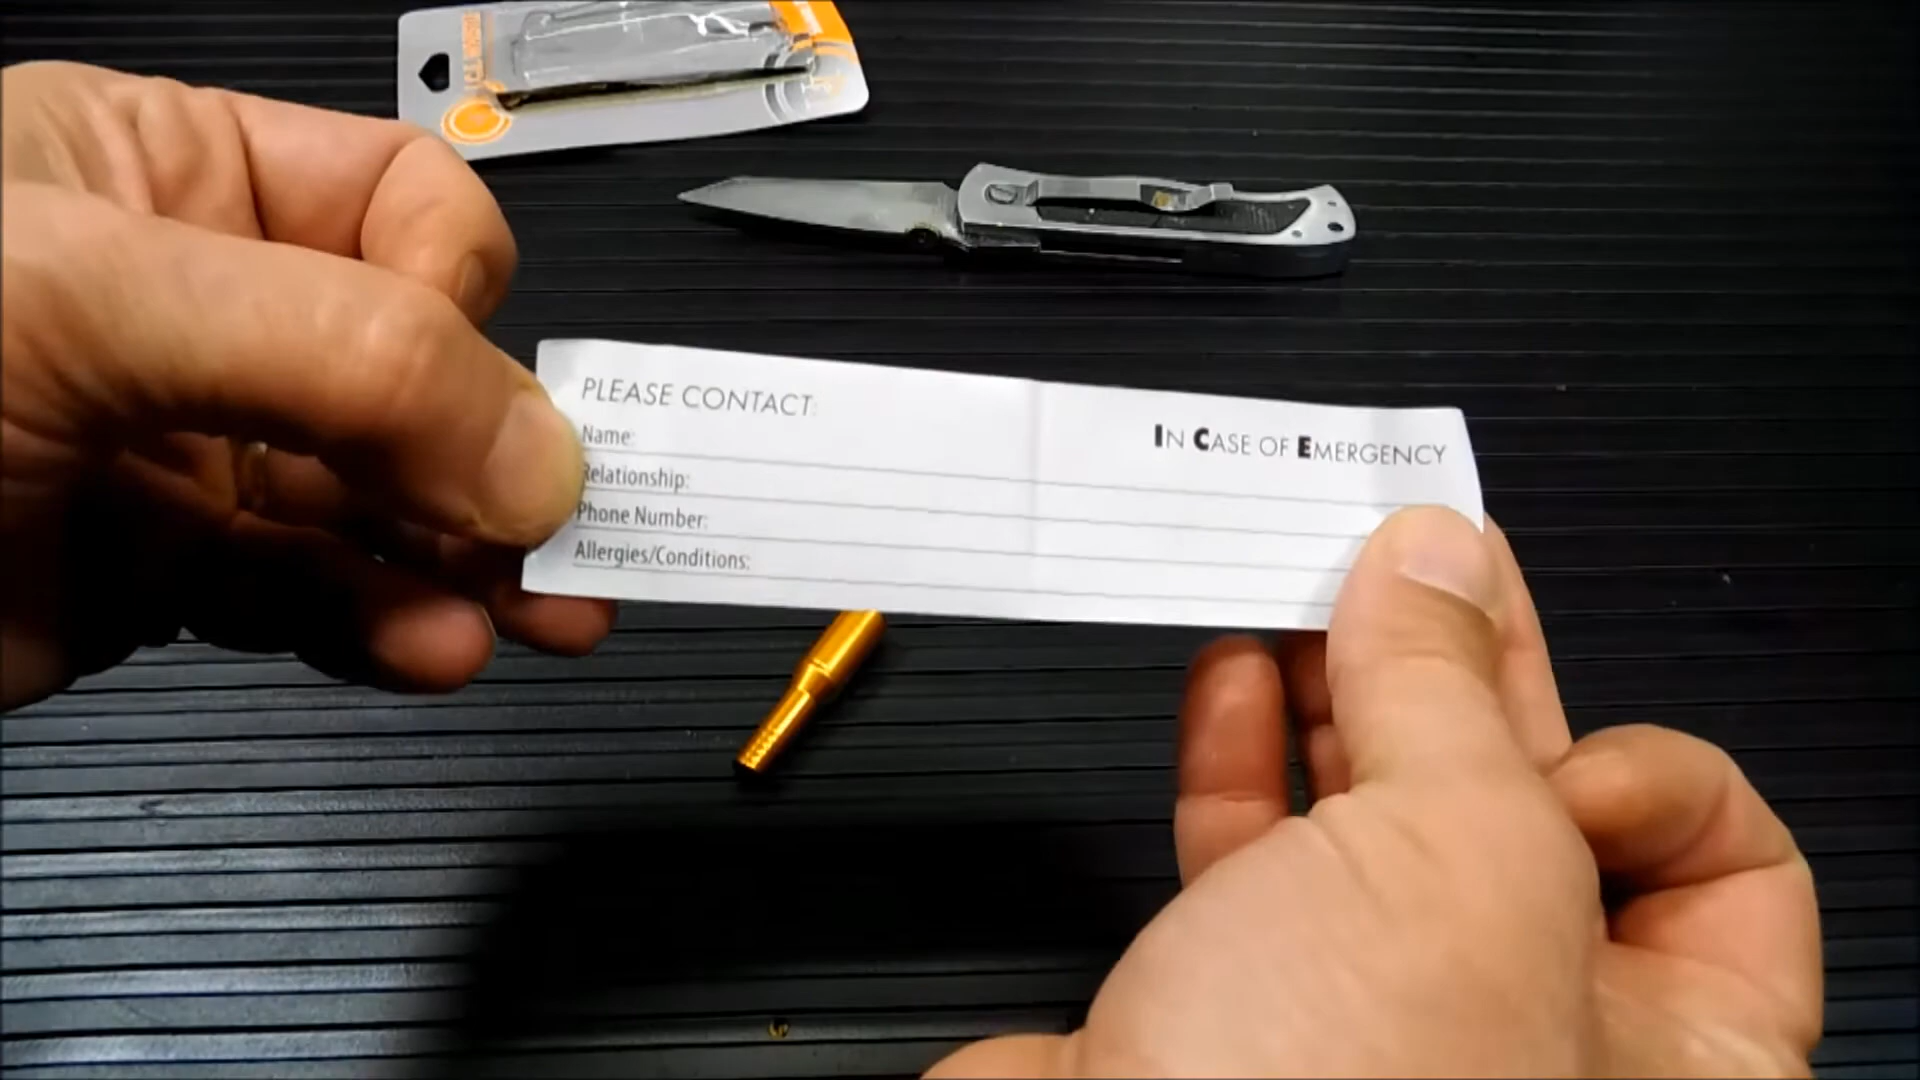 PLEASE CONTACT:
IN CASE OF EMERGENCY
Name:
Relationship:
Phone Number:
Allergies/Conditions: